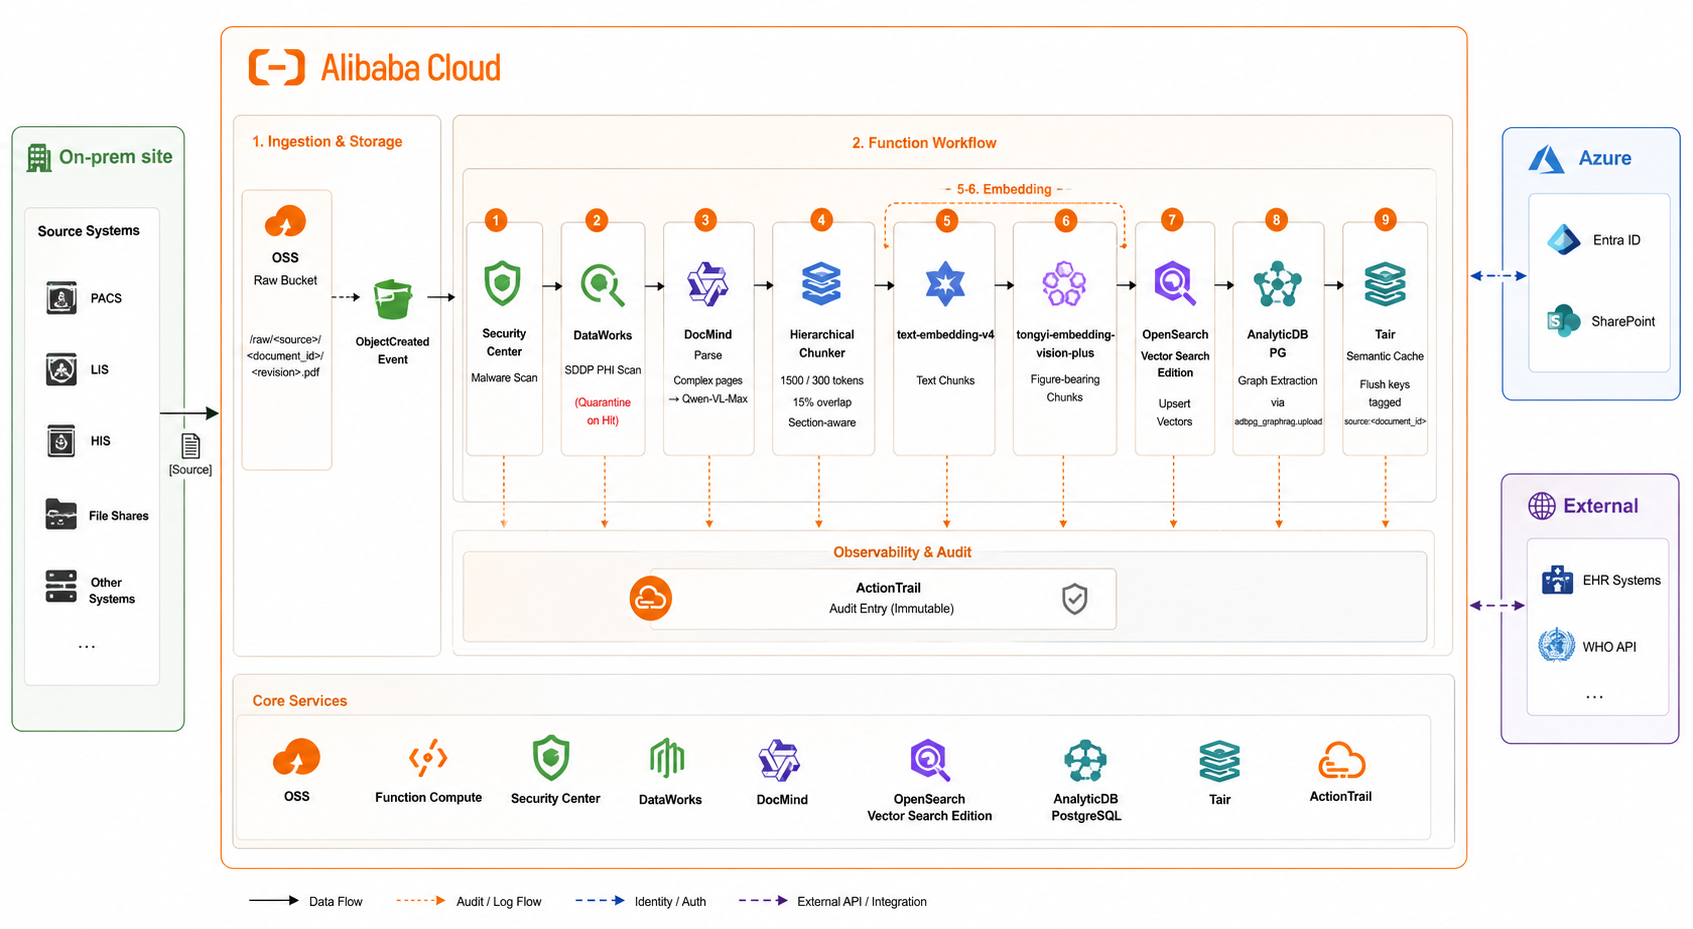 Alibaba Cloud
On-prem site
Source Systems
PACS
LIS
HIS
File Shares
Other
Systems
...
[Source]
1. Ingestion & Storage
OSS
Raw Bucket
/raw/<source>/
<document_id>/
<revision>.pdf
ObjectCreated
Event
2. Function Workflow
5-6. Embedding
1
Security
Center
Malware Scan
2
DataWorks
SDDP PHI Scan
(Quarantine
on Hit)
3
DocMind
Parse
Complex pages
→ Qwen-VL-Max
4
Hierarchical
Chunker
1500 / 300 tokens
15% overlap
Section-aware
5
text-embedding-v4
Text Chunks
6
tongyi-embedding-
vision-plus
Figure-bearing
Chunks
7
OpenSearch
Vector Search
Edition
Upsert
Vectors
8
AnalyticDB
PG
Graph Extraction
via
adbpg_graphrag.upload
9
Tair
Semantic Cache
Flush keys
tagged
source:<document_id>
Observability & Audit
ActionTrail
Audit Entry (Immutable)
Core Services
OSS
Function Compute
Security Center
DataWorks
DocMind
OpenSearch
Vector Search Edition
AnalyticDB
PostgreSQL
Tair
ActionTrail
Azure
Entra ID
S
SharePoint
External
EHR Systems
WHO API
...
Data Flow
Audit / Log Flow
Identity / Auth
External API / Integration